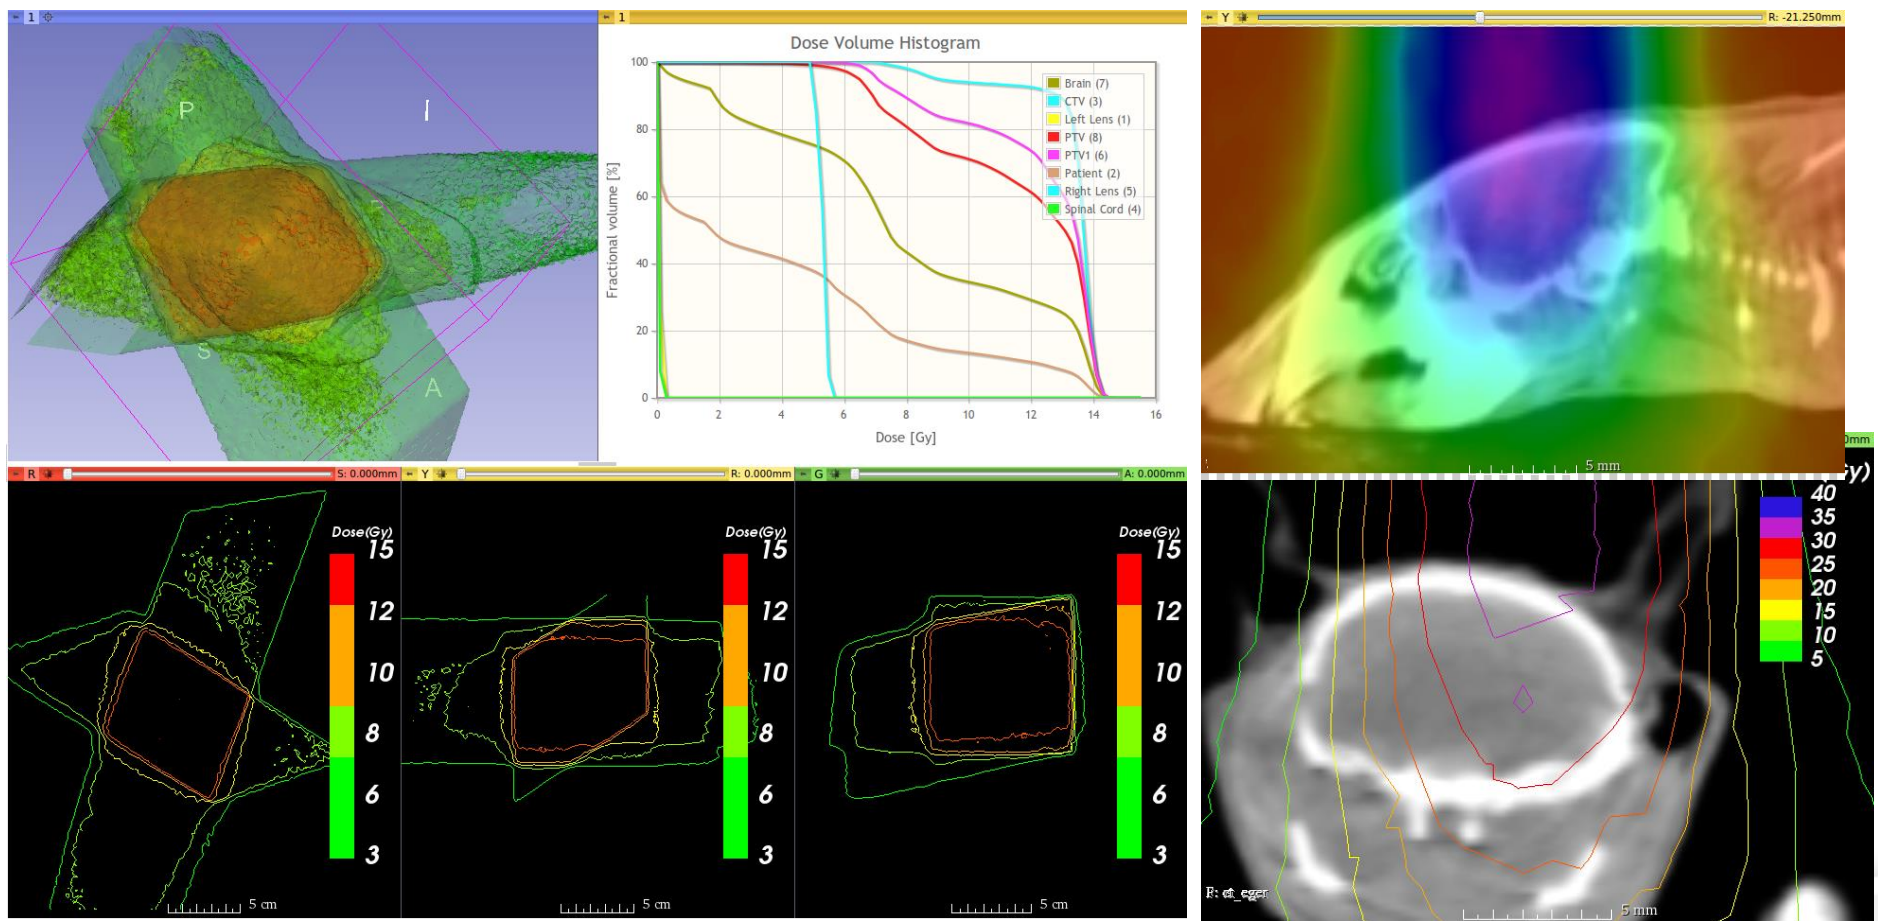 1
P
I
S
A
1
Dose Volume Histogram
Fractional volume [%]
100
80
60
40
20
0
0 2 4 6 8 10 12 14 16
Dose [Gy]
Brain (7)
CTV (3)
Left Lens (1)
PTV (8)
PTV1 (6)
Patient (2)
Right Lens (5)
Spinal Cord (4)
Y R: -21.250mm
5 mm
R S: 0.000mm
Dose(Gy)
15
12
10
8
6
3
5 cm
Y R: 0.000mm
Dose(Gy)
15
12
10
8
6
3
5 cm
G A: 0.000mm
Dose(Gy)
15
12
10
8
6
3
5 cm
0mm
y)
40
35
30
25
20
15
10
5
5 mm